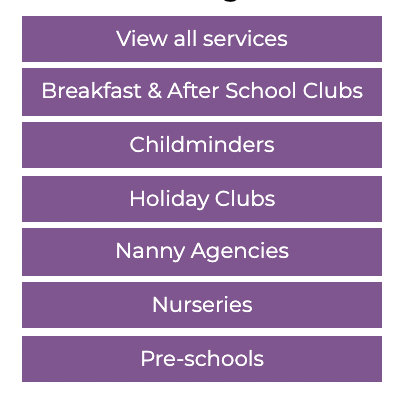 View all services
Breakfast & After School Clubs
Childminders
Holiday Clubs
Nanny Agencies
Nurseries
Pre-schools